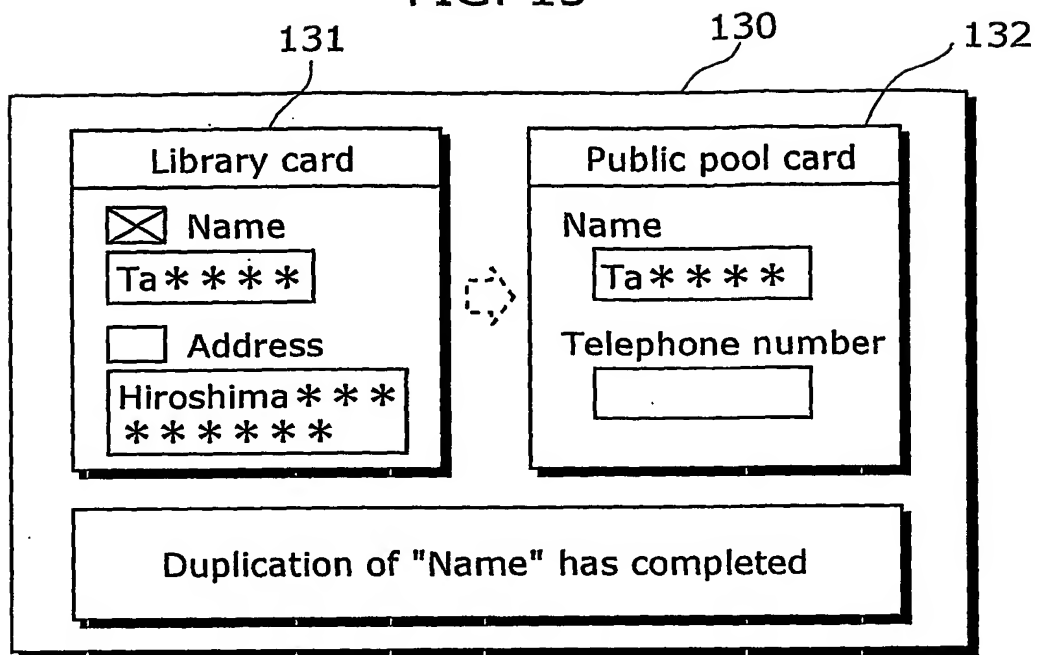 131
130
132
Library card
Name
Ta＊＊＊＊
Address
Hiroshima＊＊＊
＊＊＊＊＊＊
Public pool card
Name
Ta＊＊＊＊
Telephone number
Duplication of "Name" has completed